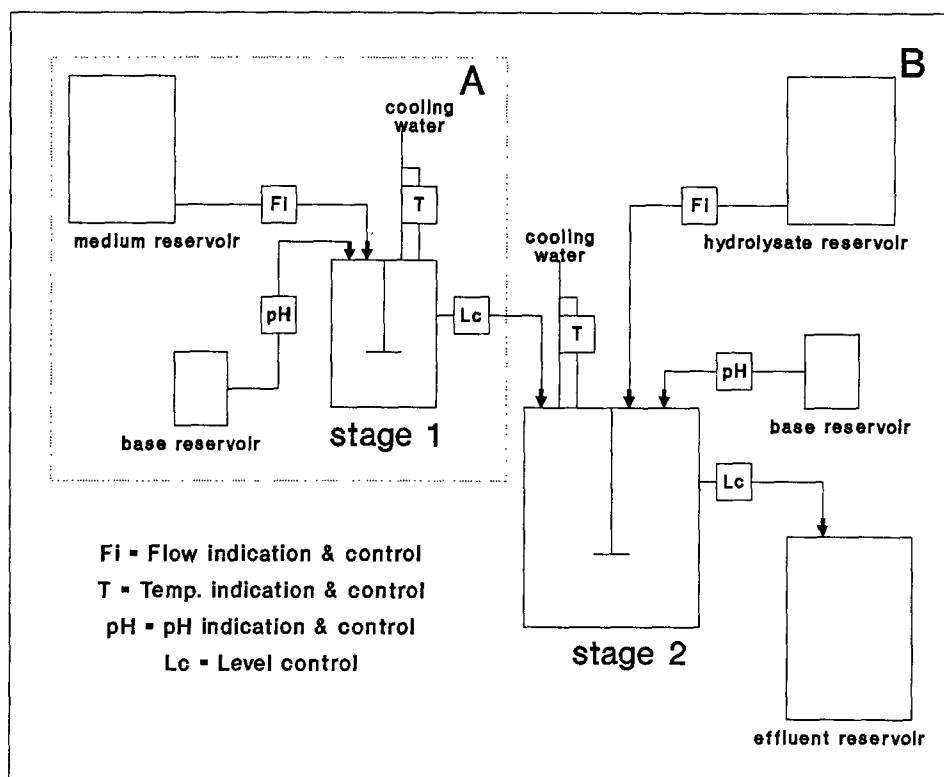 A
B
cooling
water
Fi
T
medium reservoir
Fi
hydrolysate reservoir
cooling
water
pH
Lc
T
pH
base reservoir
stage 1
base reservoir
Lc
Fi = Flow indication & control
T = Temp. indication & control
pH = pH indication & control
Lc = Level control
stage 2
effluent reservoir